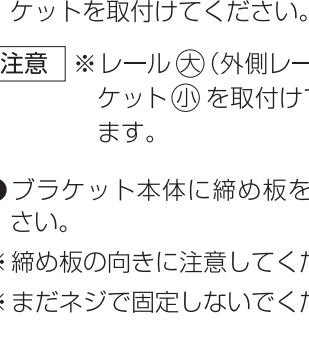 ケットを取付けてください。
注意 ※レール㊅(外側レー
ケット㊉を取付けて
ます。
●ブラケット本体に締め板を
さい。
※締め板の向きに注意してくだ
※まだネジで固定しないでくだ